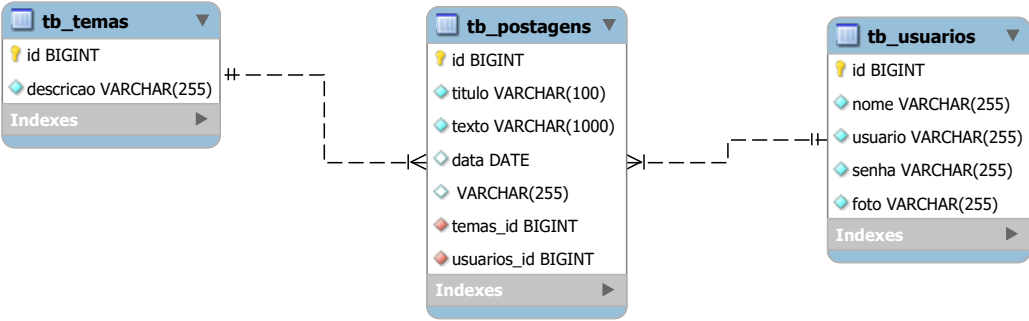 tb_temas
id BIGINT
descricao VARCHAR(255)
Indexes
tb_postagens
id BIGINT
titulo VARCHAR(100)
texto VARCHAR(1000)
data DATE
VARCHAR(255)
temas_id BIGINT
usuarios_id BIGINT
Indexes
tb_usuarios
id BIGINT
nome VARCHAR(255)
usuario VARCHAR(255)
senha VARCHAR(255)
foto VARCHAR(255)
Indexes